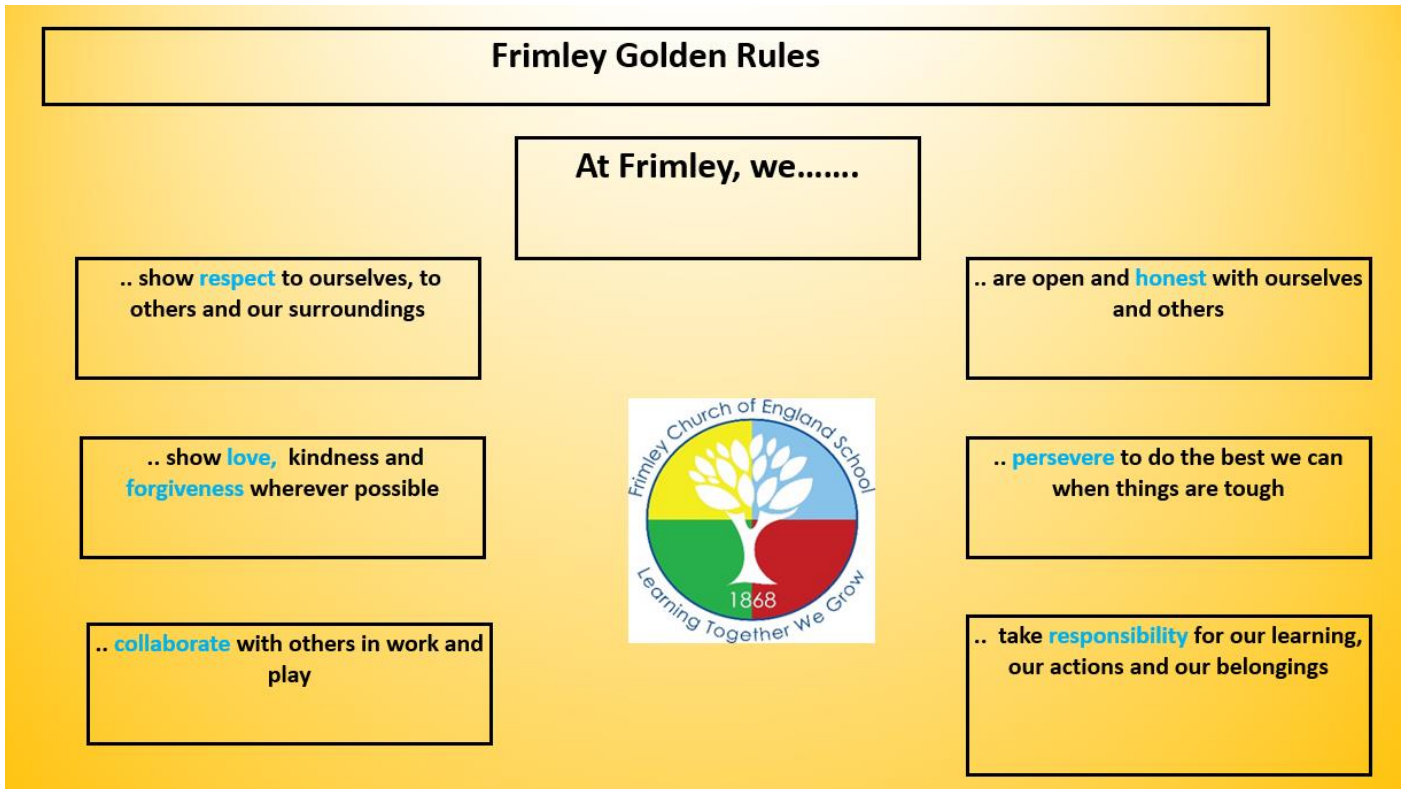 Frimley Golden Rules
At Frimley, we…….
.. show respect to ourselves, to
others and our surroundings
.. show love,  kindness and
forgiveness wherever possible
.. collaborate with others in work and
play
Frimley Church of England School
1868
Learning Together We Grow
.. are open and honest with ourselves
and others
.. persevere to do the best we can
when things are tough
..  take responsibility for our learning,
our actions and our belongings